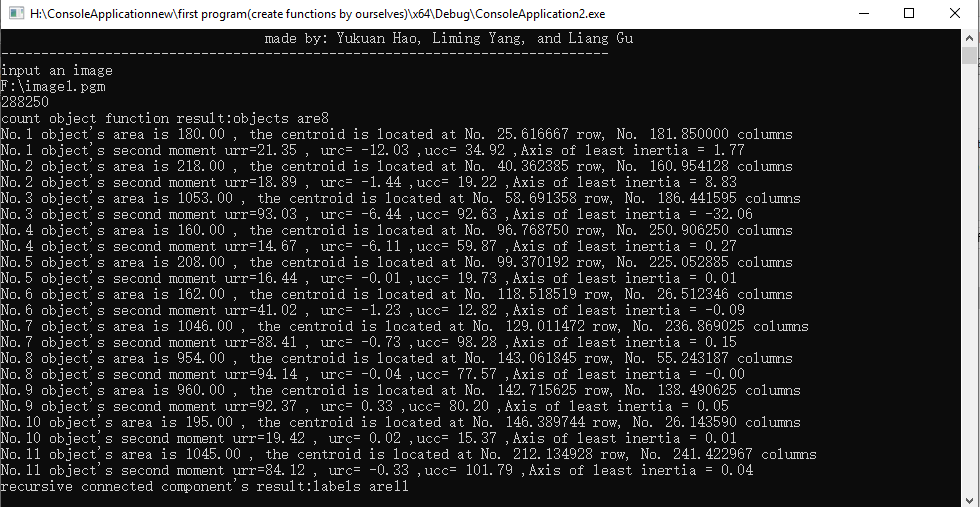 H:\ConsoleApplicationnew\first program(create functions by ourselves)\x64\Debug\ConsoleApplication2.exe
made by: Yukuan Hao, Liming Yang, and Liang Gu
--------------------------------------------------------------------------------
input an image
F:\image1.pgm
288250
count object function result:objects are8
No.1 object's area is 180.00 , the centroid is located at No. 25.616667 row, No. 181.850000 columns
No.1 object's second moment urr=21.35 , urc= -12.03 ,ucc= 34.92 ,Axis of least inertia = 1.77
No.2 object's area is 218.00 , the centroid is located at No. 40.362385 row, No. 160.954128 columns
No.2 object's second moment urr=18.89 , urc= -1.44 ,ucc= 19.22 ,Axis of least inertia = 8.83
No.3 object's area is 1053.00 , the centroid is located at No. 58.691358 row, No. 186.441595 columns
No.3 object's second moment urr=93.03 , urc= -6.44 ,ucc= 92.63 ,Axis of least inertia = -32.06
No.4 object's area is 160.00 , the centroid is located at No. 96.768750 row, No. 250.906250 columns
No.4 object's second moment urr=14.67 , urc= -6.11 ,ucc= 59.87 ,Axis of least inertia = 0.27
No.5 object's area is 208.00 , the centroid is located at No. 99.370192 row, No. 225.052885 columns
No.5 object's second moment urr=16.44 , urc= -0.01 ,ucc= 19.73 ,Axis of least inertia = 0.01
No.6 object's area is 162.00 , the centroid is located at No. 118.518519 row, No. 26.512346 columns
No.6 object's second moment urr=41.02 , urc= -1.23 ,ucc= 12.82 ,Axis of least inertia = -0.09
No.7 object's area is 1046.00 , the centroid is located at No. 129.011472 row, No. 236.869025 columns
No.7 object's second moment urr=88.41 , urc= -0.73 ,ucc= 98.28 ,Axis of least inertia = 0.15
No.8 object's area is 954.00 , the centroid is located at No. 143.061845 row, No. 55.243187 columns
No.8 object's second moment urr=94.14 , urc= -0.04 ,ucc= 77.57 ,Axis of least inertia = -0.00
No.9 object's area is 960.00 , the centroid is located at No. 142.715625 row, No. 138.490625 columns
No.9 object's second moment urr=92.37 , urc= 0.33 ,ucc= 80.20 ,Axis of least inertia = 0.05
No.10 object's area is 195.00 , the centroid is located at No. 146.389744 row, No. 26.143590 columns
No.10 object's second moment urr=19.42 , urc= 0.02 ,ucc= 15.37 ,Axis of least inertia = 0.01
No.11 object's area is 1045.00 , the centroid is located at No. 212.134928 row, No. 241.422967 columns
No.11 object's second moment urr=84.12 , urc= -0.33 ,ucc= 101.79 ,Axis of least inertia = 0.04
recursive connected component's result:labels are11